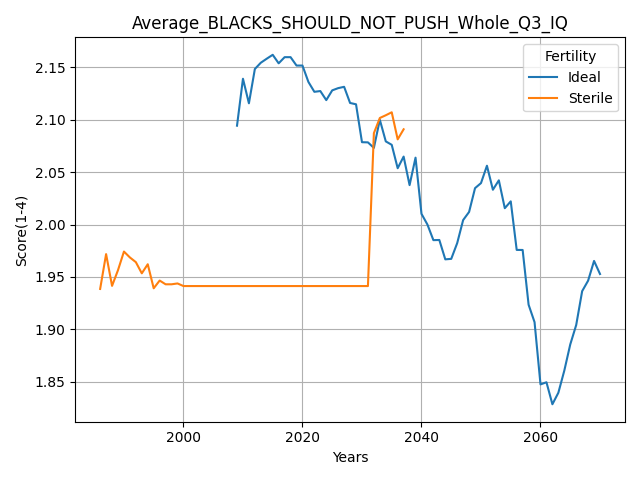 Average_BLACKS_SHOULD_NOT_PUSH_Whole_Q3_IQ
Fertility
Ideal
Sterile
Score(1-4)
2.15
2.10
2.05
2.00
1.95
1.90
1.85
2000 2020 2040 2060
Years